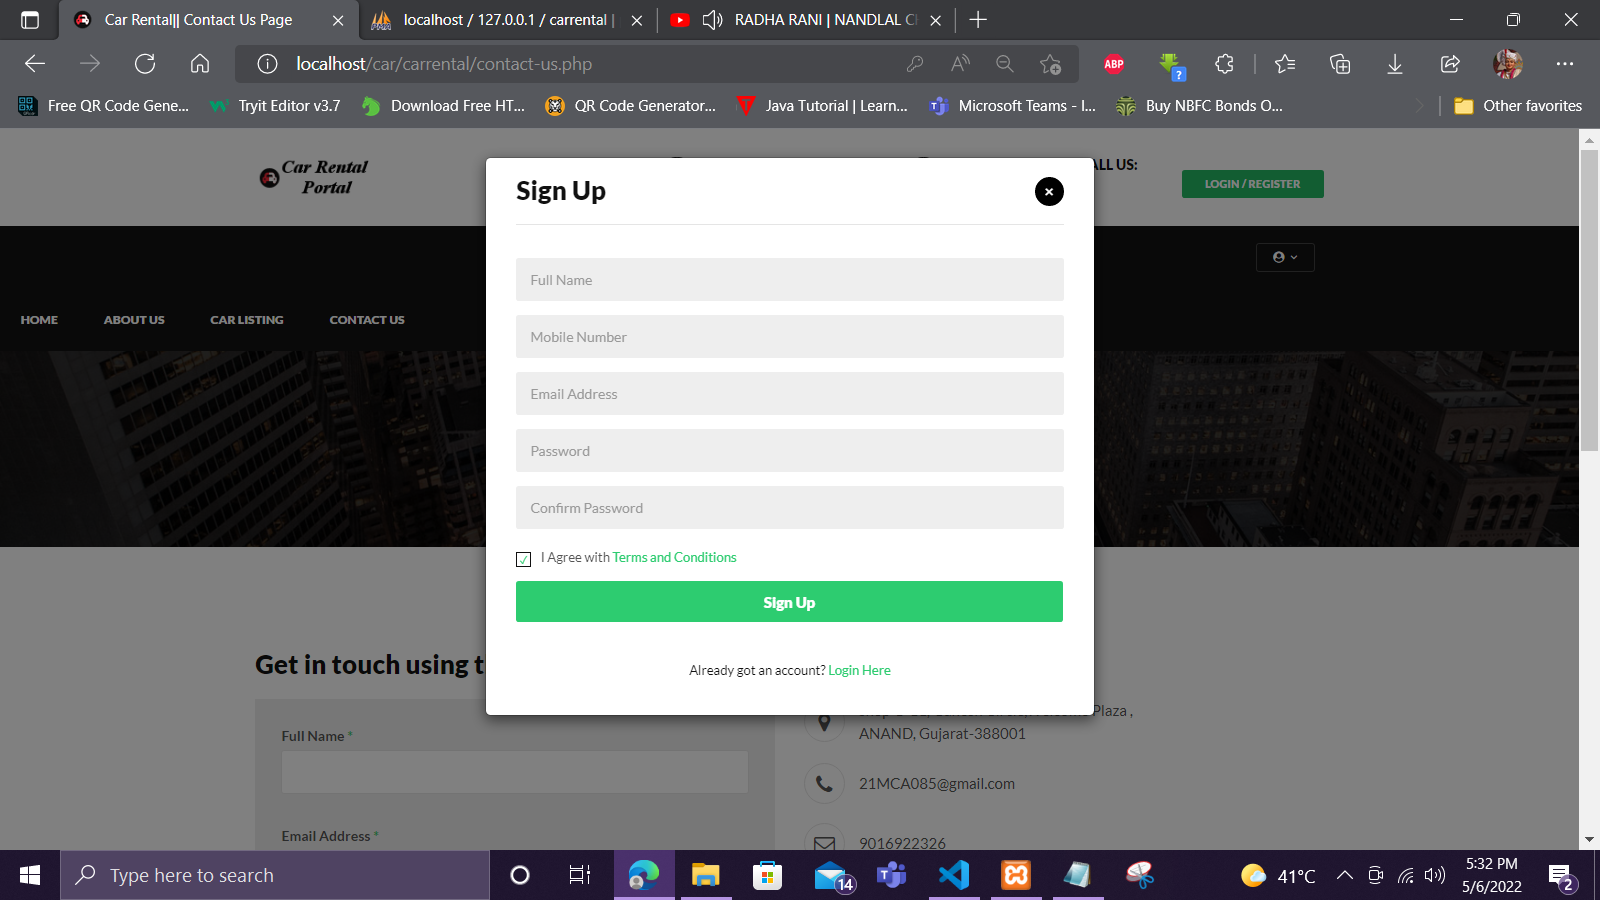 Car Rental|| Contact Us Page
localhost / 127.0.0.1 / carrental |
RADHA RANI | NANDLAL
localhost/car/carrental/contact-us.php
ABP
Free QR Code Gene...
Tryit Editor v3.7
Download Free HT...
QR Code Generator...
Java Tutorial | Learn...
Microsoft Teams - I...
Buy NBFC Bonds O...
Other favorites
Car Rental
Portal
ALL US:
LOGIN / REGISTER
HOME
ABOUT US
CAR LISTING
CONTACT US
Sign Up
Full Name
Mobile Number
Email Address
Password
Confirm Password
I Agree with Terms and Conditions
Sign Up
Already got an account? Login Here
Get in touch using t
Full Name *
Email Address *
Plaza ,
ANAND, Gujarat-388001
21MCA085@gmail.com
9016922326
Type here to search
14
41°C
5:32 PM
5/6/2022
2